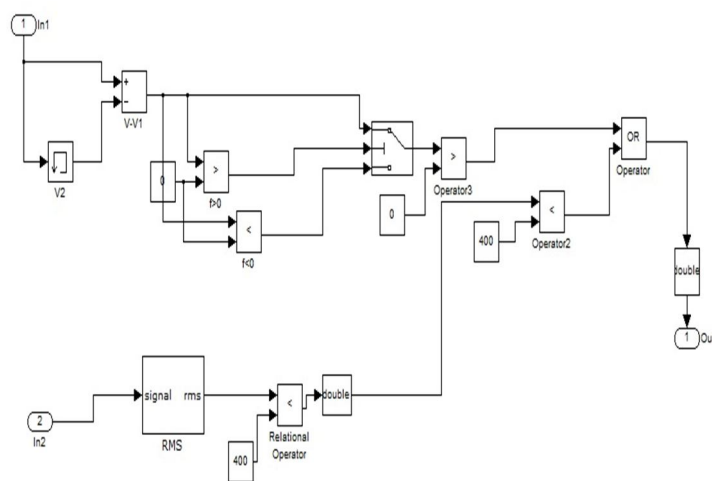 1
In1
+
−
V-V1
V2
0
>
f>0
<
f<0
>
Operator3
0
OR
Operator
<
Operator2
400
double
1
Ou
2
In2
signal rms
RMS
<
Relational
Operator
400
double